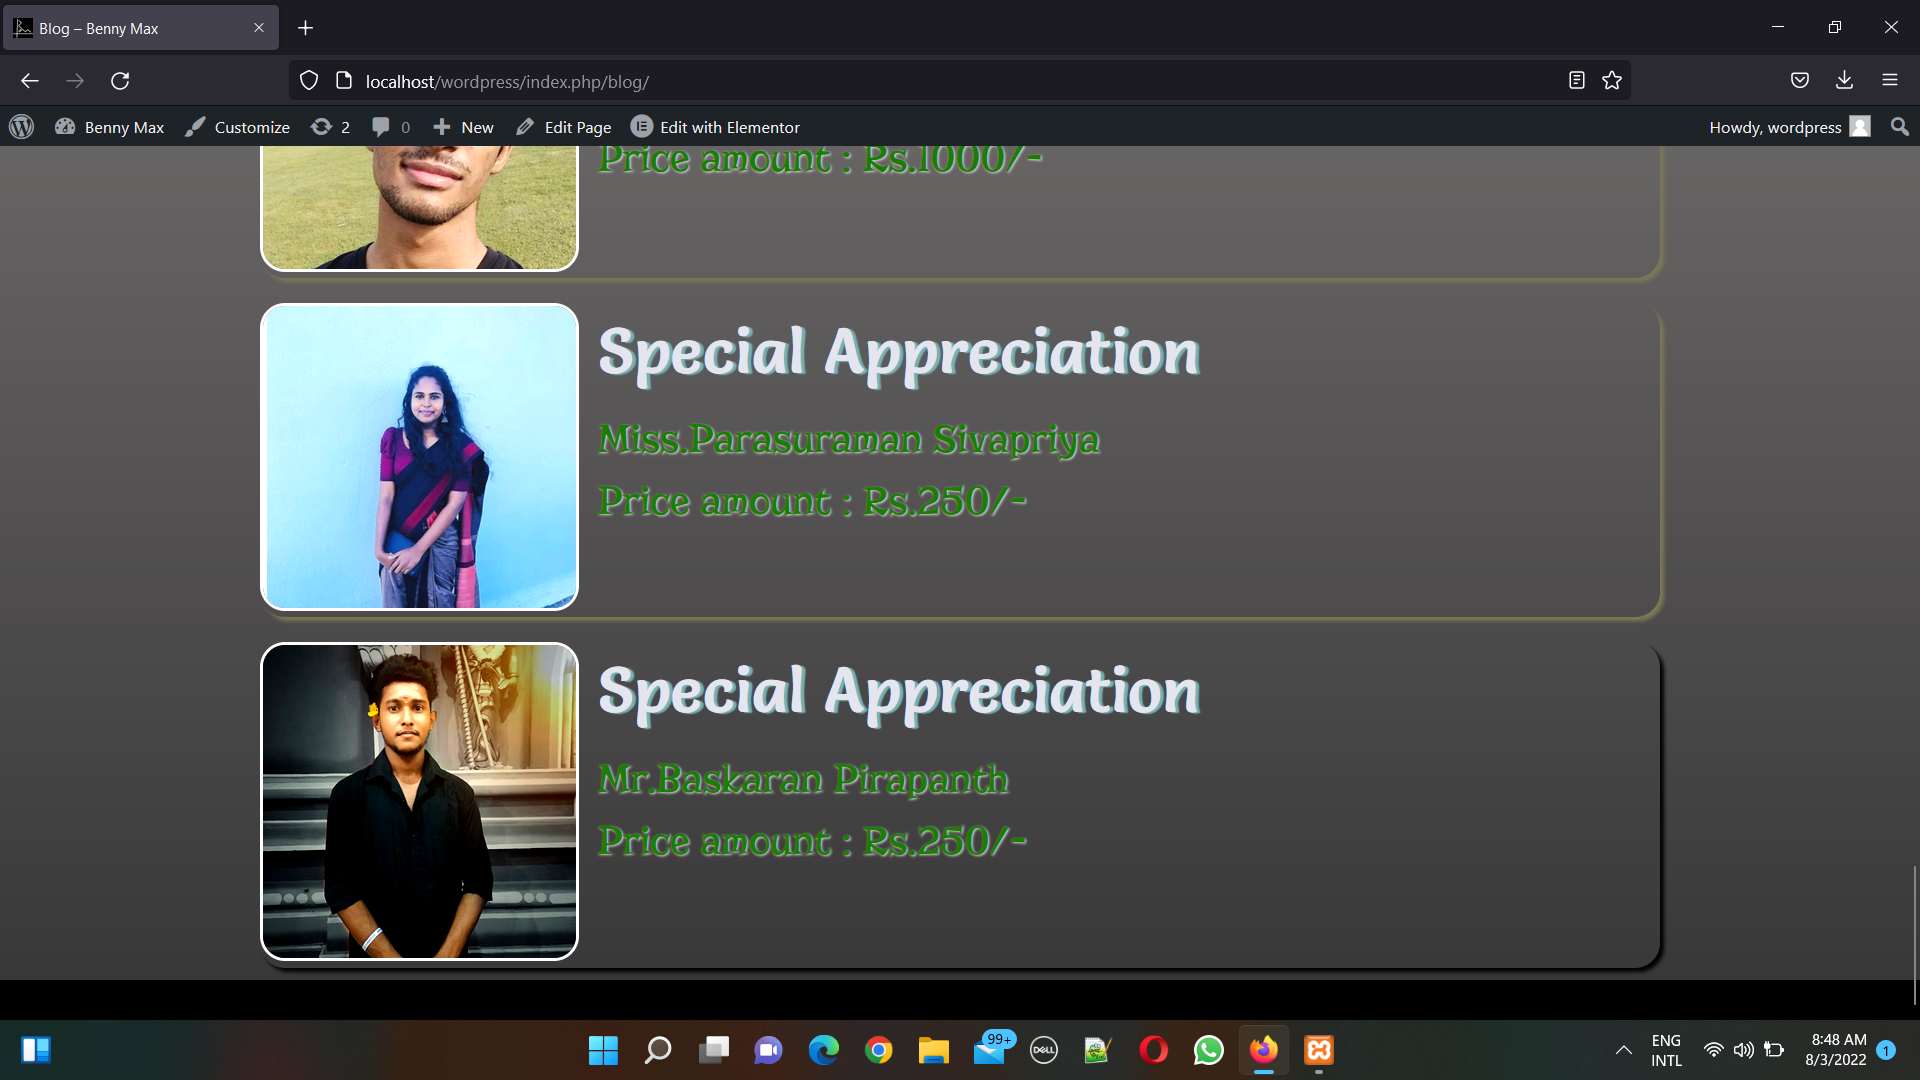 Blog – Benny Max
localhost/wordpress/index.php/blog/
Benny Max Customize 2 0 New Edit Page Edit with Elementor Howdy, wordpress
Price amount : Rs.1000/-
Special Appreciation
Miss.Parasuraman Sivapriya
Price amount : Rs.250/-
Special Appreciation
Mr.Baskaran Pirapanth
Price amount : Rs.250/-
99+
DELL
ENG
INTL
8:48 AM
8/3/2022
1